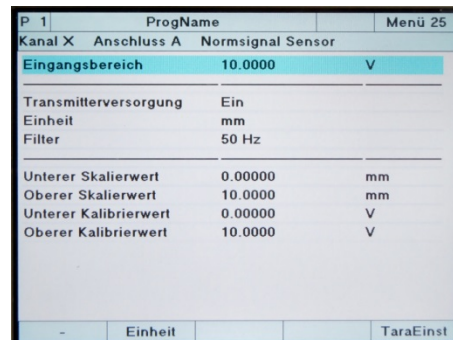 P 1 ProgName Menü 25
Kanal X Anschluss A Normsignal Sensor
Eingangsbereich 10.0000 V
Transmitterversorgung Ein
Einheit mm
Filter 50 Hz
Unterer Skalierwert 0.00000 mm
Oberer Skalierwert 10.0000 mm
Unterer Kalibrierwert 0.00000 V
Oberer Kalibrierwert 10.0000 V
- Einheit TaraEinst